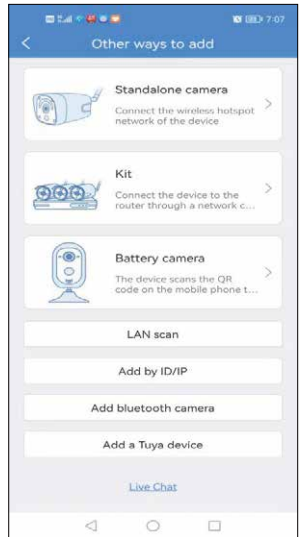 7:07
Other ways to add
Standalone camera
Connect the wireless hotspot
network of the device
Kit
Connect the device to the
router through a network c...
Battery camera
The device scans the QR
code on the mobile phone t...
LAN scan
Add by ID/IP
Add bluetooth camera
Add a Tuya device
Live Chat